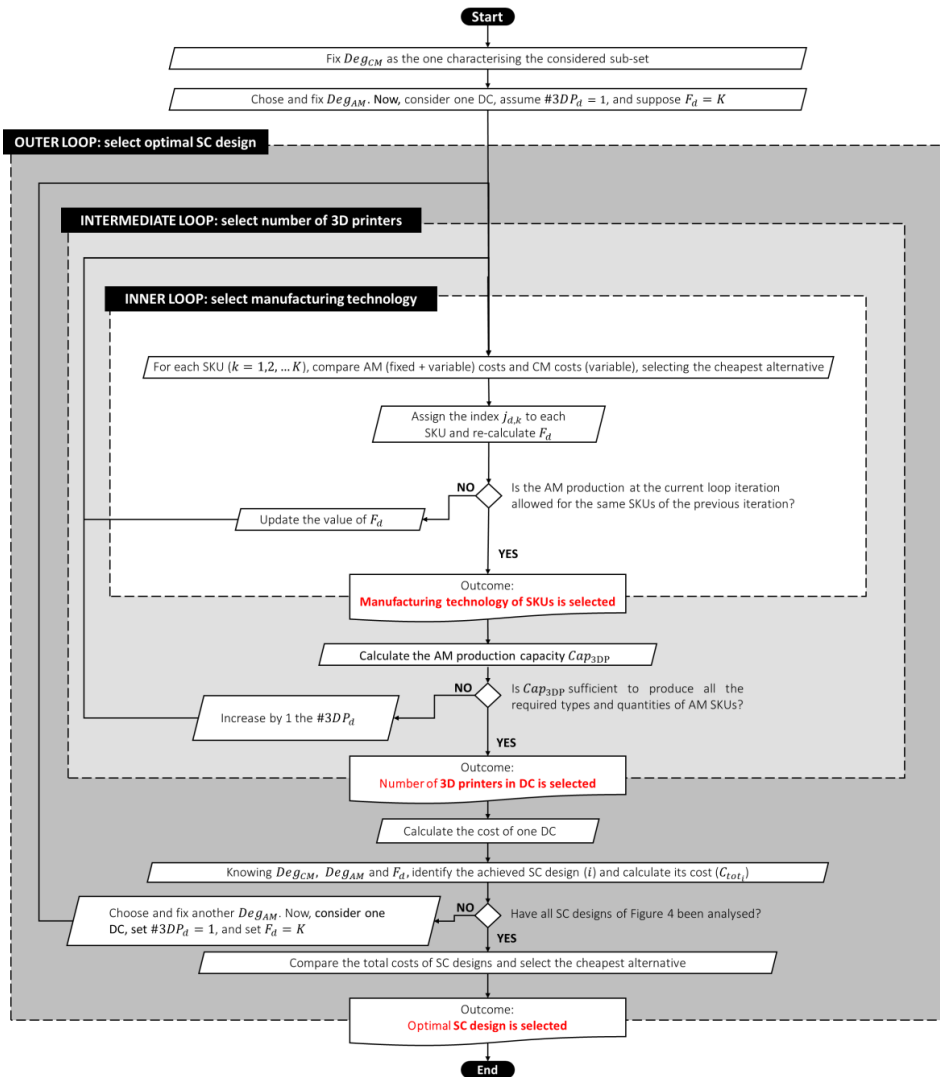 Start
Fix Deg_CM as the one characterising the considered sub-set
Chose and fix Deg_AM. Now, consider one DC, assume #3DP_d = 1, and suppose F_d = K
OUTER LOOP: select optimal SC design
INTERMEDIATE LOOP: select number of 3D printers
INNER LOOP: select manufacturing technology
For each SKU (k = 1,2, … K), compare AM (fixed + variable) costs and CM costs (variable), selecting the cheapest alternative
Assign the index j_d,k to each
SKU and re-calculate F_d
NO
Is the AM production at the current loop iteration
allowed for the same SKUs of the previous iteration?
Update the value of F_d
YES
Outcome:
Manufacturing technology of SKUs is selected
Calculate the AM production capacity Cap_3DP
NO
Is Cap_3DP sufficient to produce all the
required types and quantities of AM SKUs?
Increase by 1 the #3DP_d
YES
Outcome:
Number of 3D printers in DC is selected
Calculate the cost of one DC
Knowing Deg_CM, Deg_AM and F_d, identify the achieved SC design (i) and calculate its cost (C_tot_i)
Choose and fix another Deg_AM. Now, consider one
DC, set #3DP_d = 1, and set F_d = K
NO
Have all SC designs of Figure 4 been analysed?
YES
Compare the total costs of SC designs and select the cheapest alternative
Outcome:
Optimal SC design is selected
End